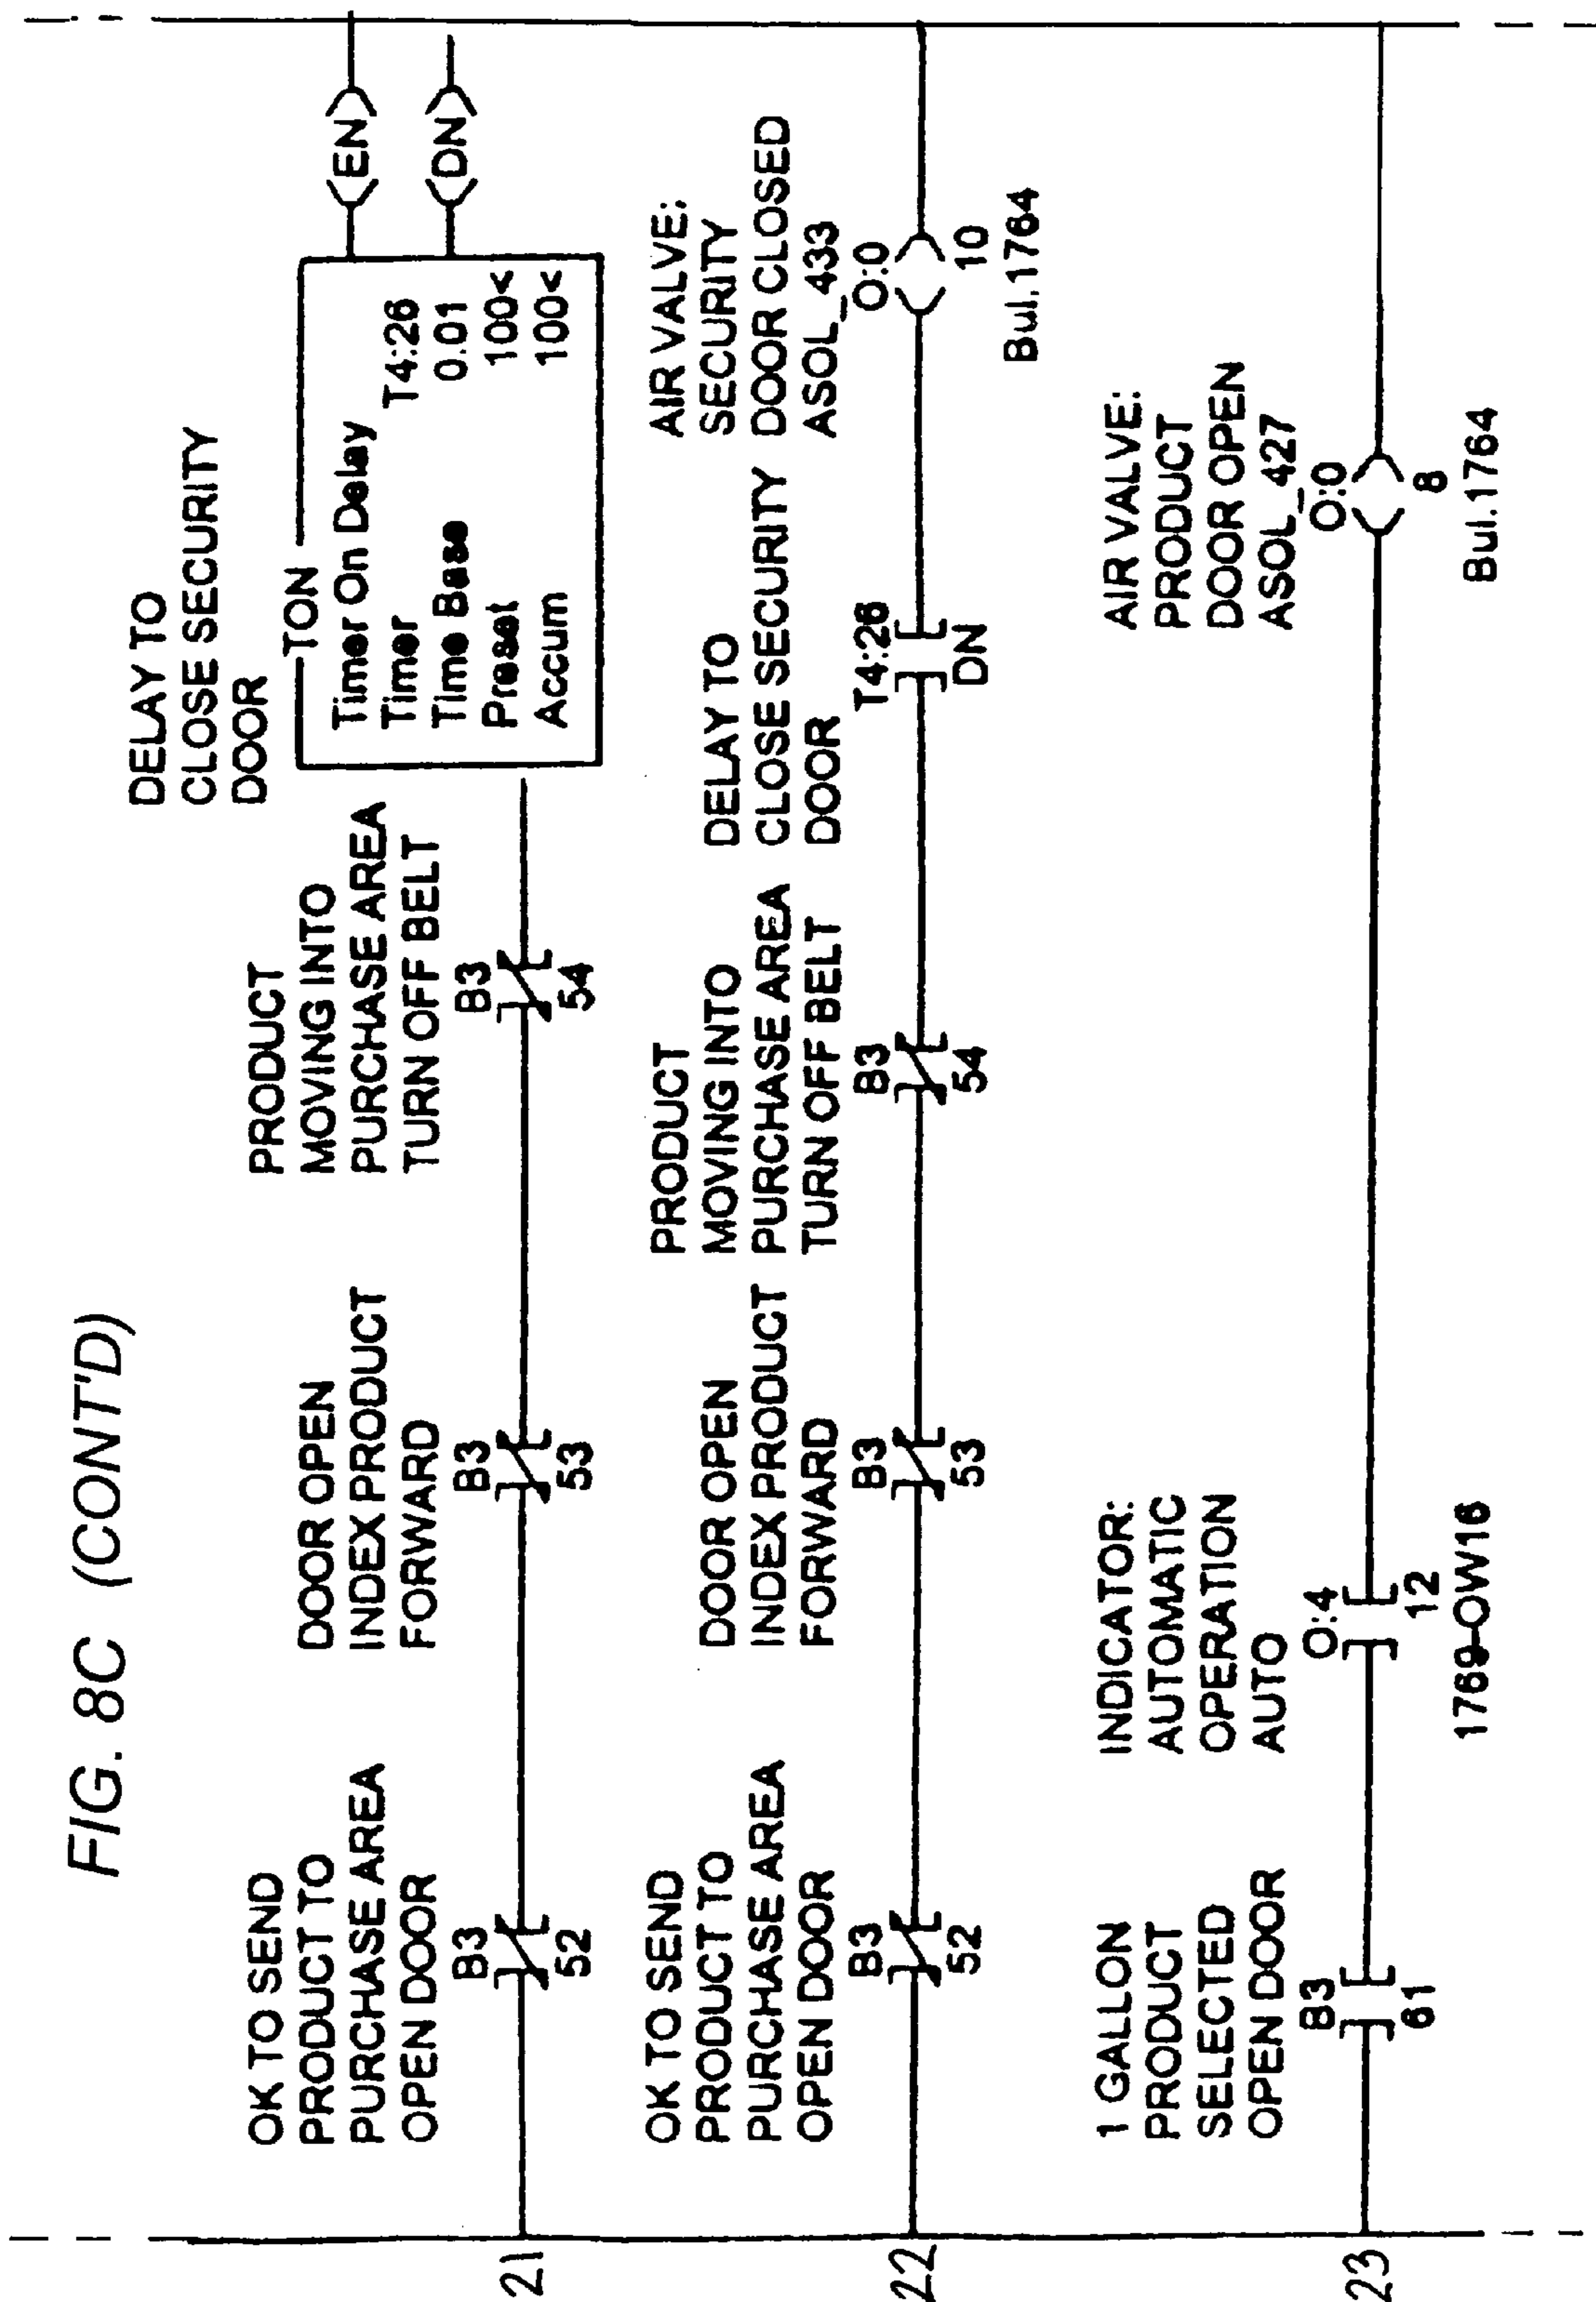 FIG. 8C (CONT'D)
21
OK TO SEND
PRODUCT TO
PURCHASE AREA
OPEN DOOR
B3
52
DOOR OPEN
INDEX PRODUCT
FORWARD
B3
53
PRODUCT
MOVING INTO
PURCHASE AREA
TURN OFF BELT
B3
54
DELAY TO
CLOSE SECURITY
DOOR
TON
Timer On Delay
Timer T4:26
Time Base 0.01
Preset 100<
Accum 100<
EN
DN
22
OK TO SEND
PRODUCT TO
PURCHASE AREA
OPEN DOOR
B3
52
DOOR OPEN
INDEX PRODUCT
FORWARD
B3
53
PRODUCT
MOVING INTO
PURCHASE AREA
TURN OFF BELT
B3
54
DELAY TO
CLOSE SECURITY
DOOR
T4:26
DN
AIR VALVE:
SECURITY
DOOR CLOSED
ASOL_433
O:0
10
Bul.1764
23
1 GALLON
PRODUCT
SELECTED
OPEN DOOR
B3
61
INDICATOR:
AUTOMATIC
OPERATION
AUTO
O:4
12
1769-OW16
AIR VALVE:
PRODUCT
DOOR OPEN
ASOL_427
O:0
8
Bul.1764